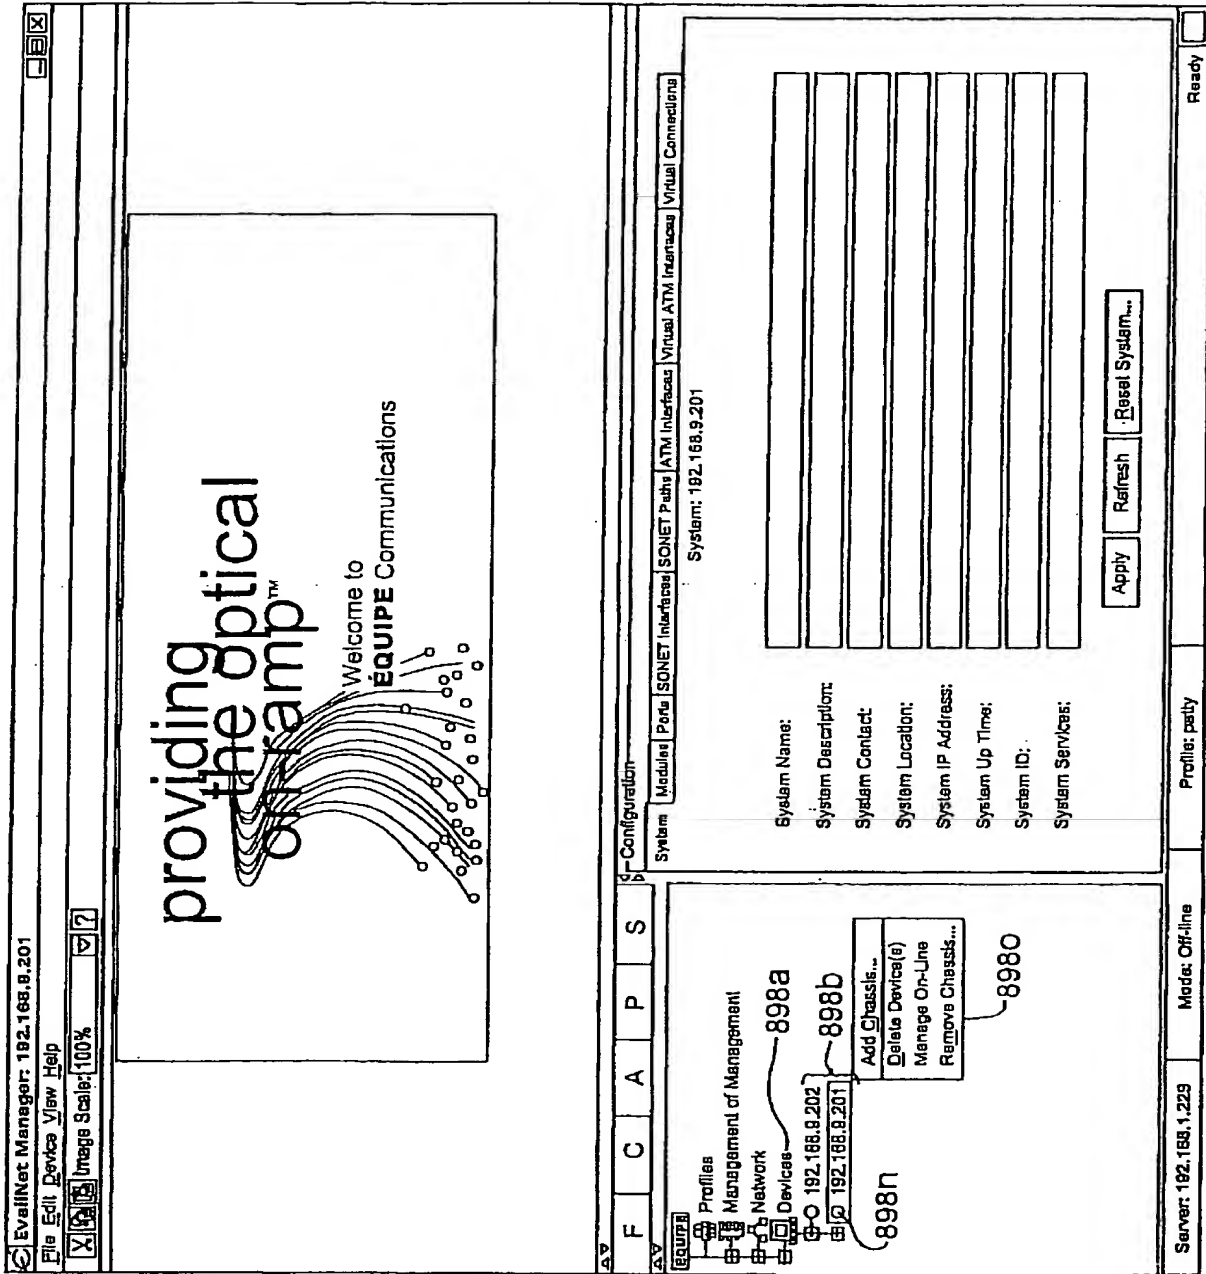 EvailNet Manager: 192.168.9.201
File Edit Device View Help
Image Scale: 100%
?
providing
the optical
on-ramp™
Welcome to
ÉQUIPE Communications
F C A P S
EQUIPE
Profiles
Management of Management
Network
Devices
898a
192.168.9.202
898b
192.168.9.201
898n
Add Chassis...
Delete Device(s)
Manage On-Line
Remove Chassis...
898o
Configuration
System Modules Ports SONET Interfaces SONET Paths ATM Interfaces Virtual ATM Interfaces Virtual Connections
System: 192.168.9.201
System Name:
System Description:
System Contact:
System Location:
System IP Address:
System Up Time:
System ID:
System Services:
Apply Refresh Reset System...
Server: 192.168.1.229 Mode: Off-line Profile: patty Ready